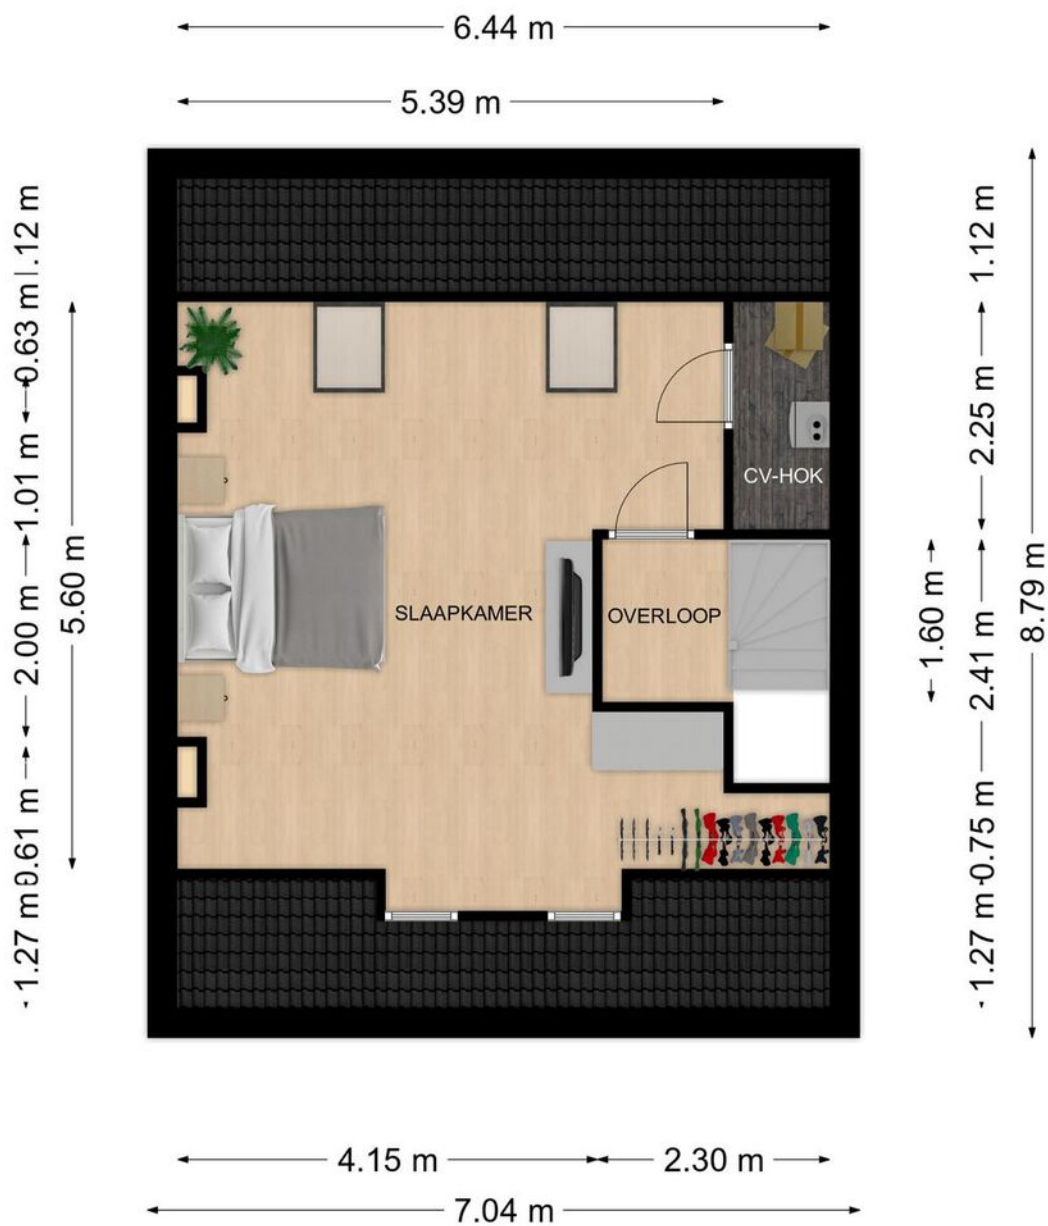 6.44 m
5.39 m
1.12 m
0.63 m
1.01 m
2.00 m
0.61 m
1.27 m
5.60 m
SLAAPKAMER
OVERLOOP
CV-HOK
1.60 m
1.12 m
2.25 m
2.41 m
0.75 m
1.27 m
8.79 m
4.15 m
2.30 m
7.04 m